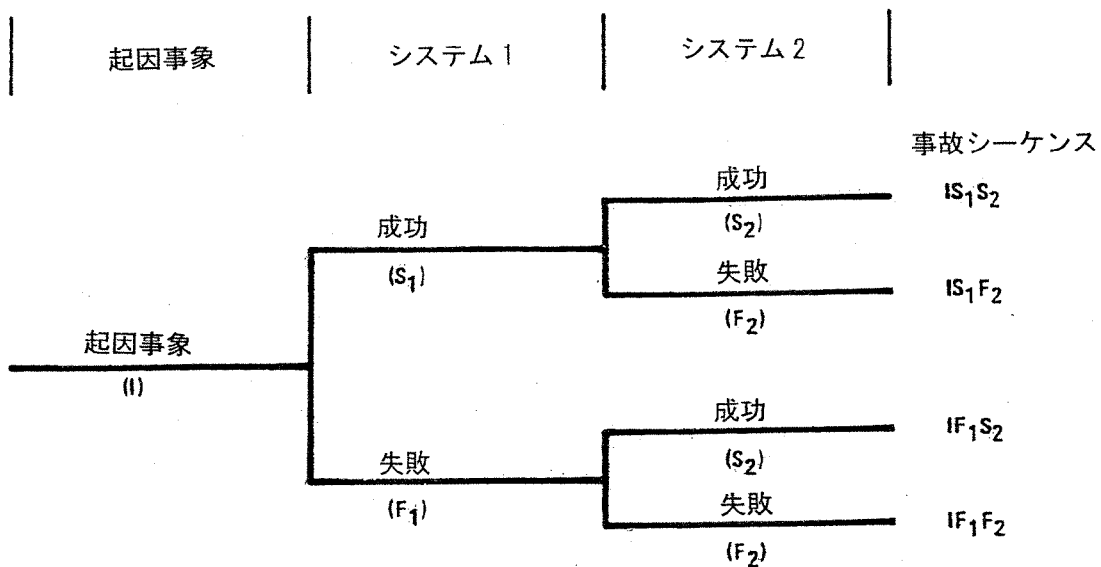 起因事象
システム1
システム2
事故シーケンス
成功
(S₂)
IS₁S₂
成功
(S₁)
失敗
(F₂)
IS₁F₂
起因事象
(I)
成功
(S₂)
IF₁S₂
失敗
(F₁)
失敗
(F₂)
IF₁F₂